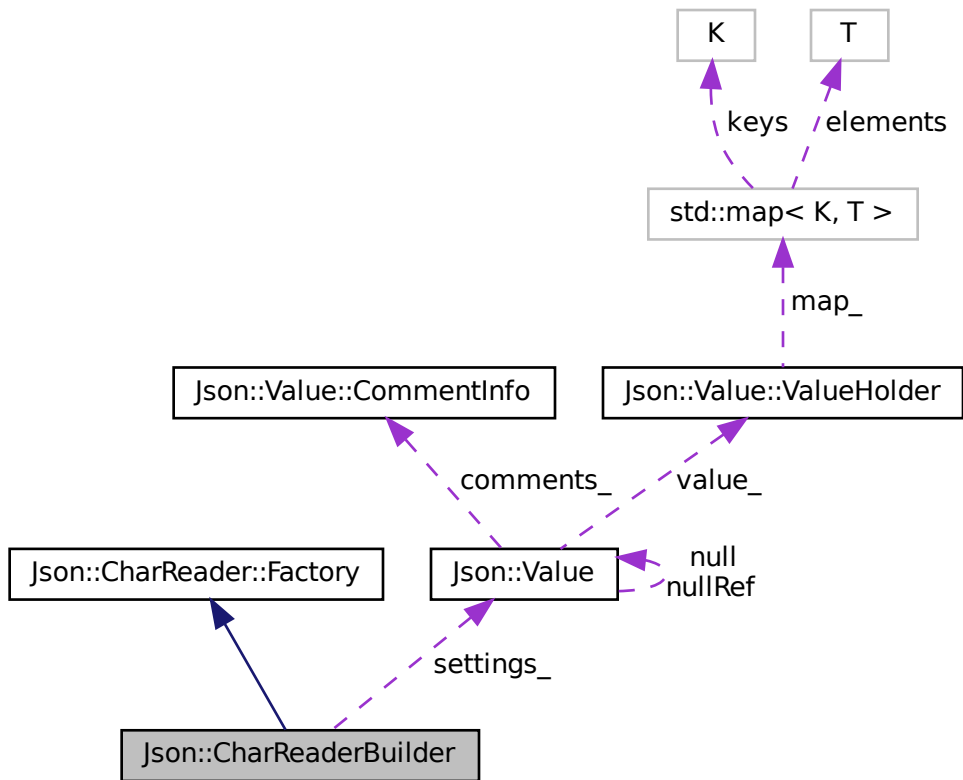 K
T
keys
elements
std::map< K, T >
map_
Json::Value::CommentInfo
Json::Value::ValueHolder
comments_
value_
Json::CharReader::Factory
Json::Value
null
nullRef
settings_
Json::CharReaderBuilder